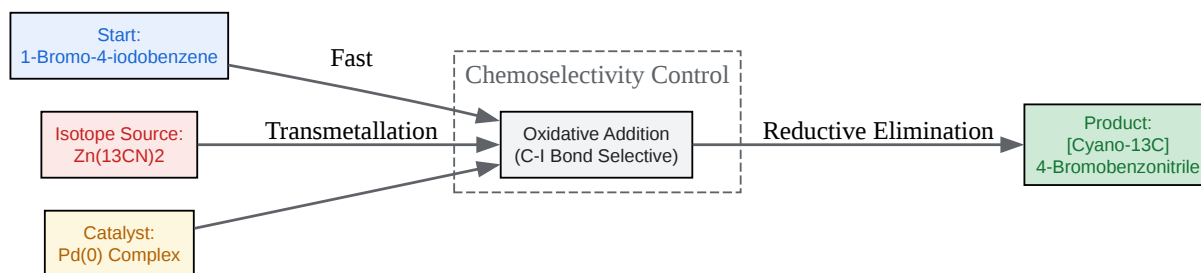 Start:
1-Bromo-4-iodobenzene
Fast
Chemoselectivity Control
Isotope Source:
Zn(13CN)2
Transmetallation
Oxidative Addition
(C-I Bond Selective)
Reductive Elimination
Product:
[Cyano-13C]
4-Bromobenzonitrile
Catalyst:
Pd(0) Complex